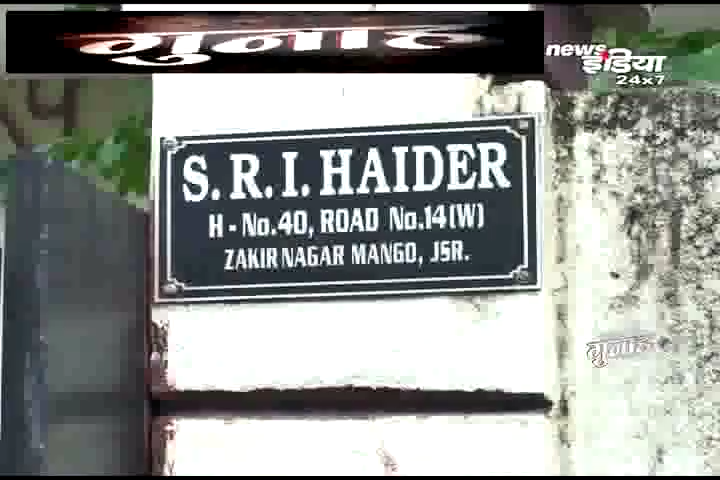 गुनाह
news
इंडिया
24x7
S. R. I. HAIDER
H - No.40, ROAD No.14(W)
ZAKIR NAGAR MANGO, JSR.
गुनाह